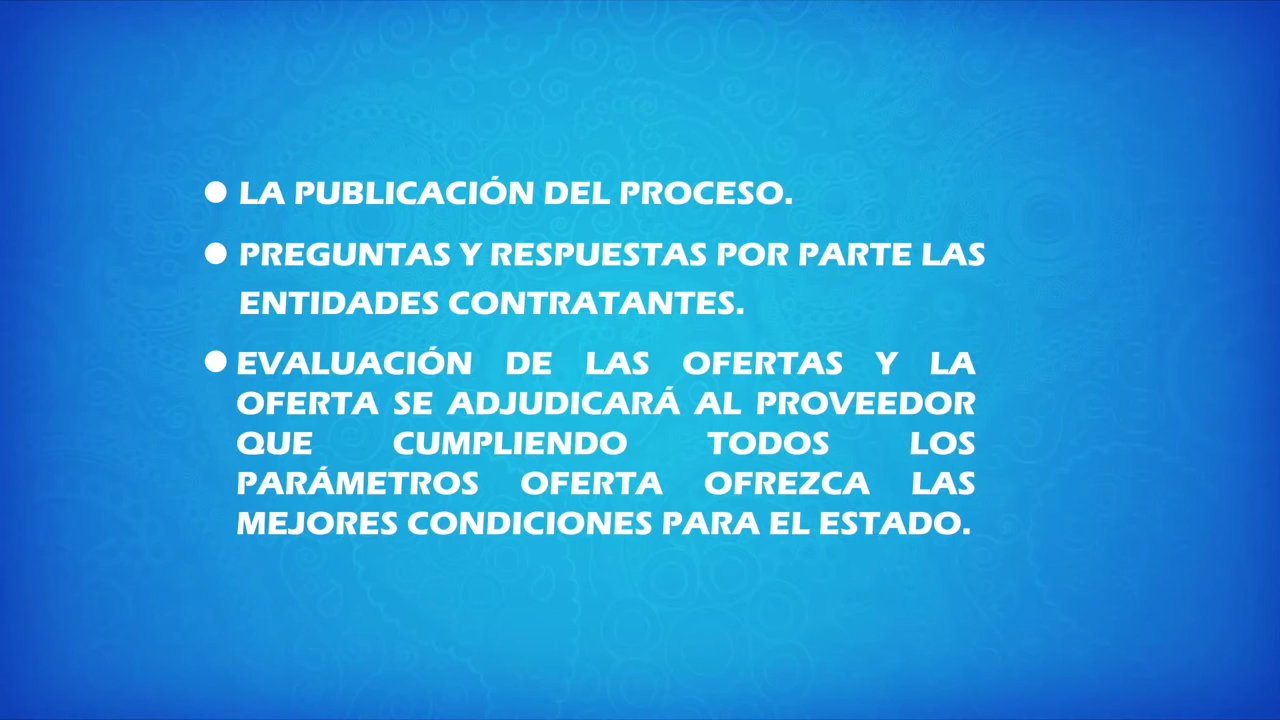 ● LA PUBLICACIÓN DEL PROCESO.
● PREGUNTAS Y RESPUESTAS POR PARTE LAS
ENTIDADES CONTRATANTES.
● EVALUACIÓN DE LAS OFERTAS Y LA
OFERTA SE ADJUDICARÁ AL PROVEEDOR
QUE CUMPLIENDO TODOS LOS
PARÁMETROS OFERTA OFREZCA LAS
MEJORES CONDICIONES PARA EL ESTADO.